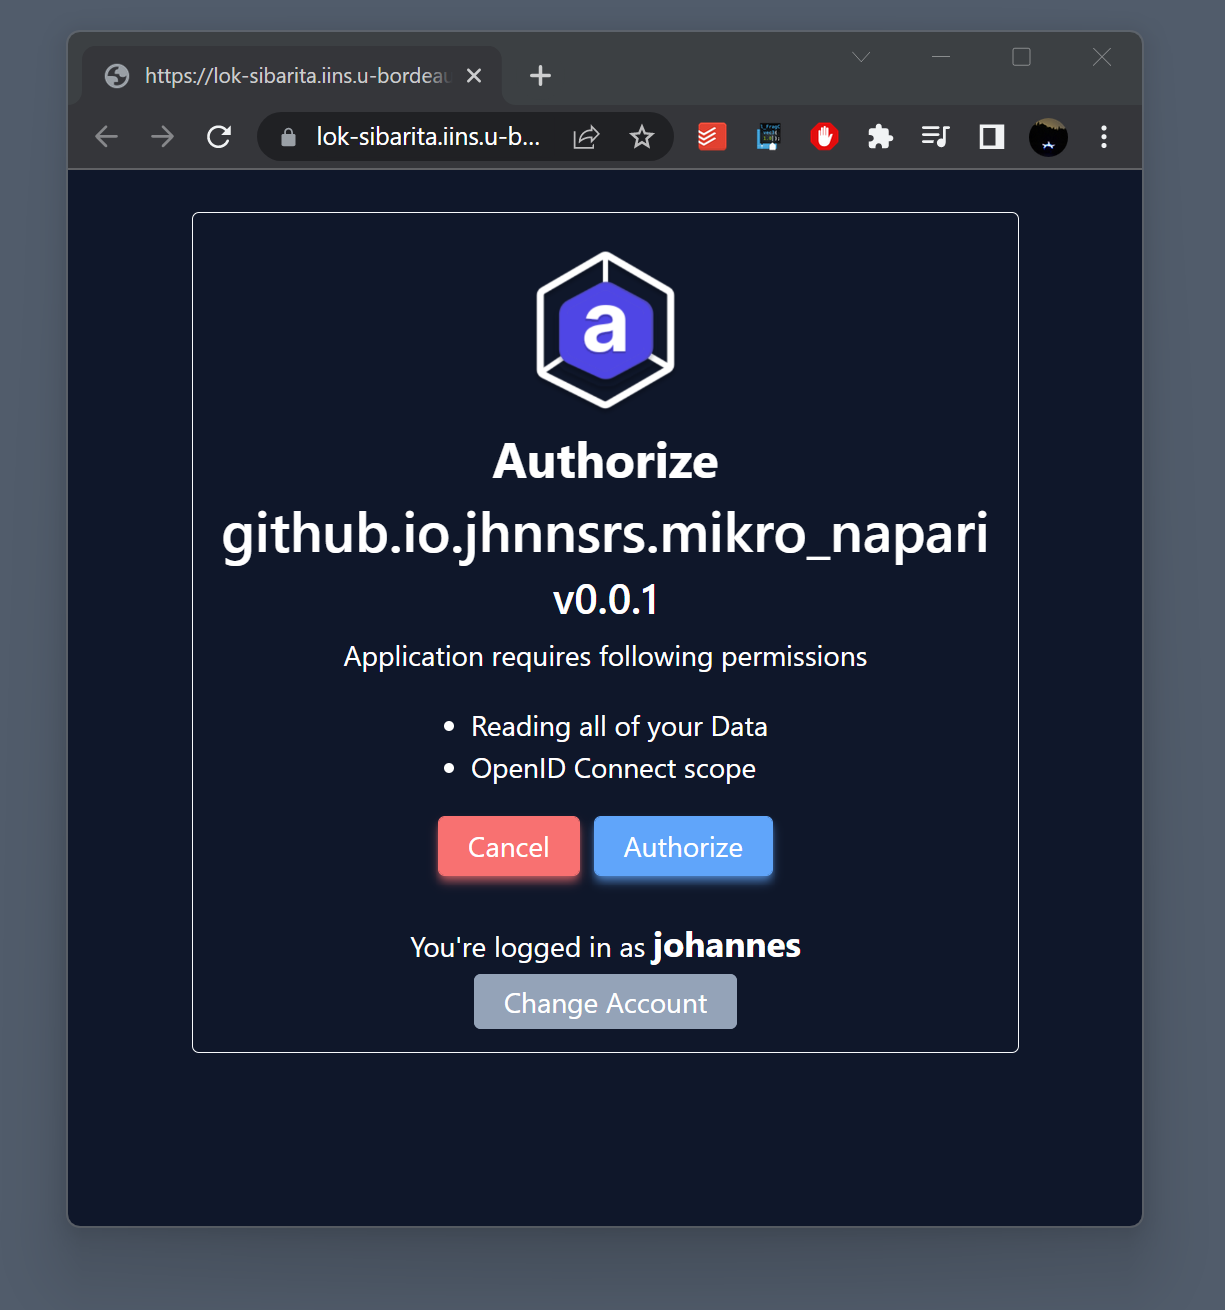 https://lok-sibarita.iins.u-bordeau
lok-sibarita.iins.u-b...
a
Authorize
github.io.jhnnsrs.mikro_napari
v0.0.1
Application requires following permissions
Reading all of your Data
OpenID Connect scope
Cancel
Authorize
You're logged in as johannes
Change Account